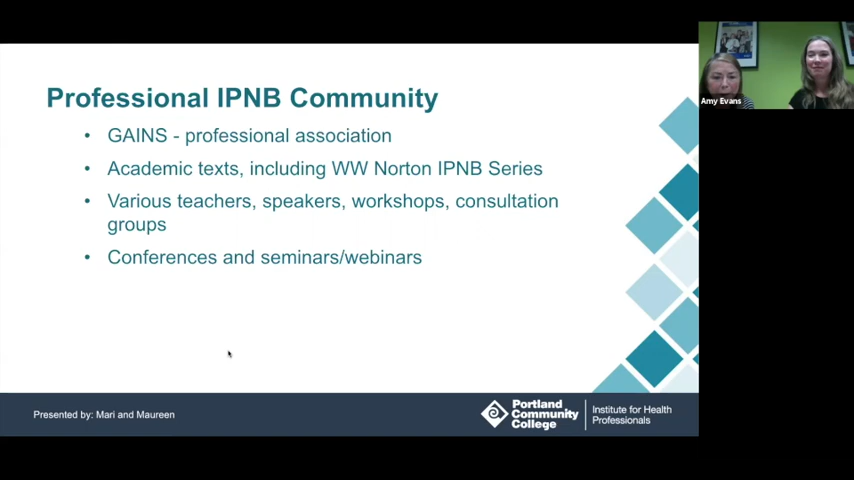 Professional IPNB Community
• GAINS - professional association
• Academic texts, including WW Norton IPNB Series
• Various teachers, speakers, workshops, consultation
groups
• Conferences and seminars/webinars
Amy Evans
Presented by: Mari and Maureen
Portland
Community
College
Institute for Health
Professionals